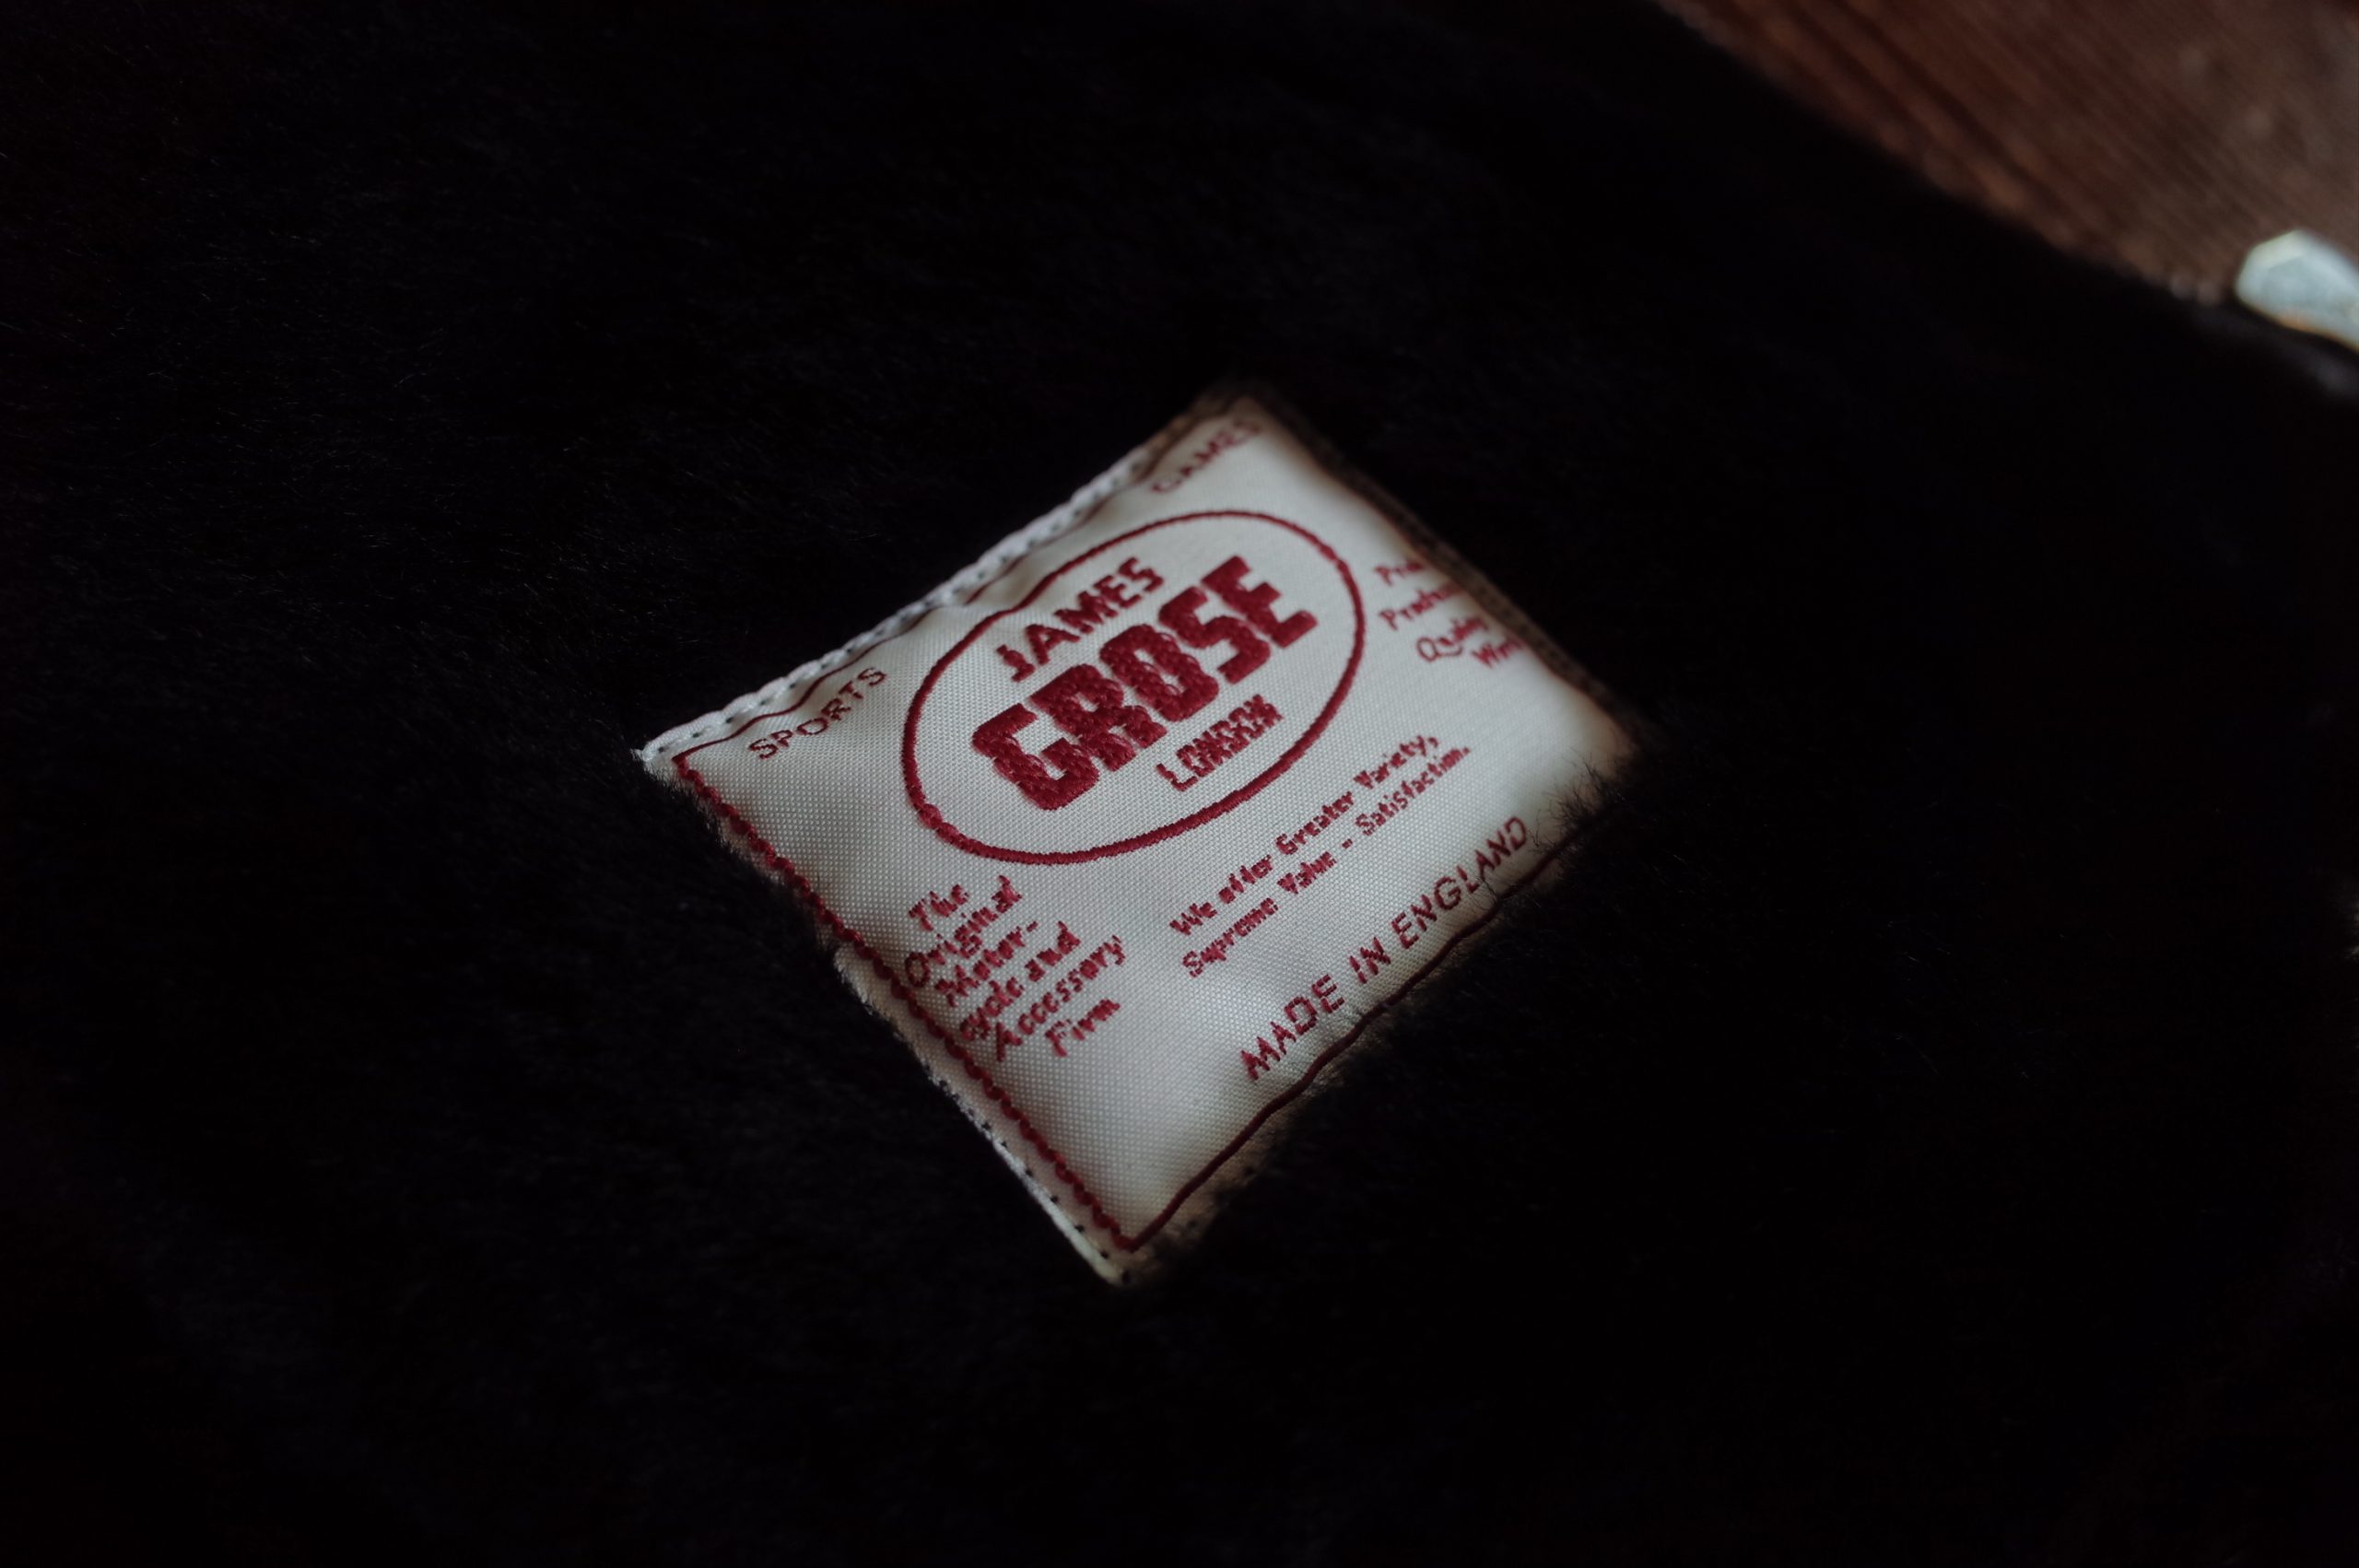 SPORTS
GAMES
JAMES
GROSE
LONDON
The
Original
Motor-
cycle and
Accessory
Firm
Quality
We offer Greater Variety,
Supreme Value - Satisfaction.
MADE IN ENGLAND